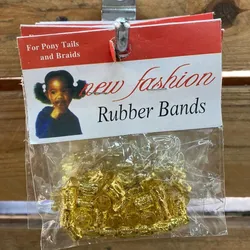 For Pony Tails
and Braids
new fashion
Rubber Bands